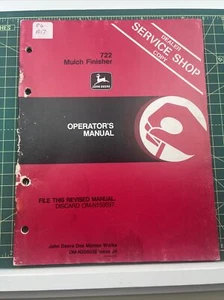 722
Mulch Finisher
JOHN DEERE
DEALER
SERVICE SHOP
COPY
OPERATOR'S
MANUAL
FILE THIS REVISED MANUAL
John Deere Des Moines Works